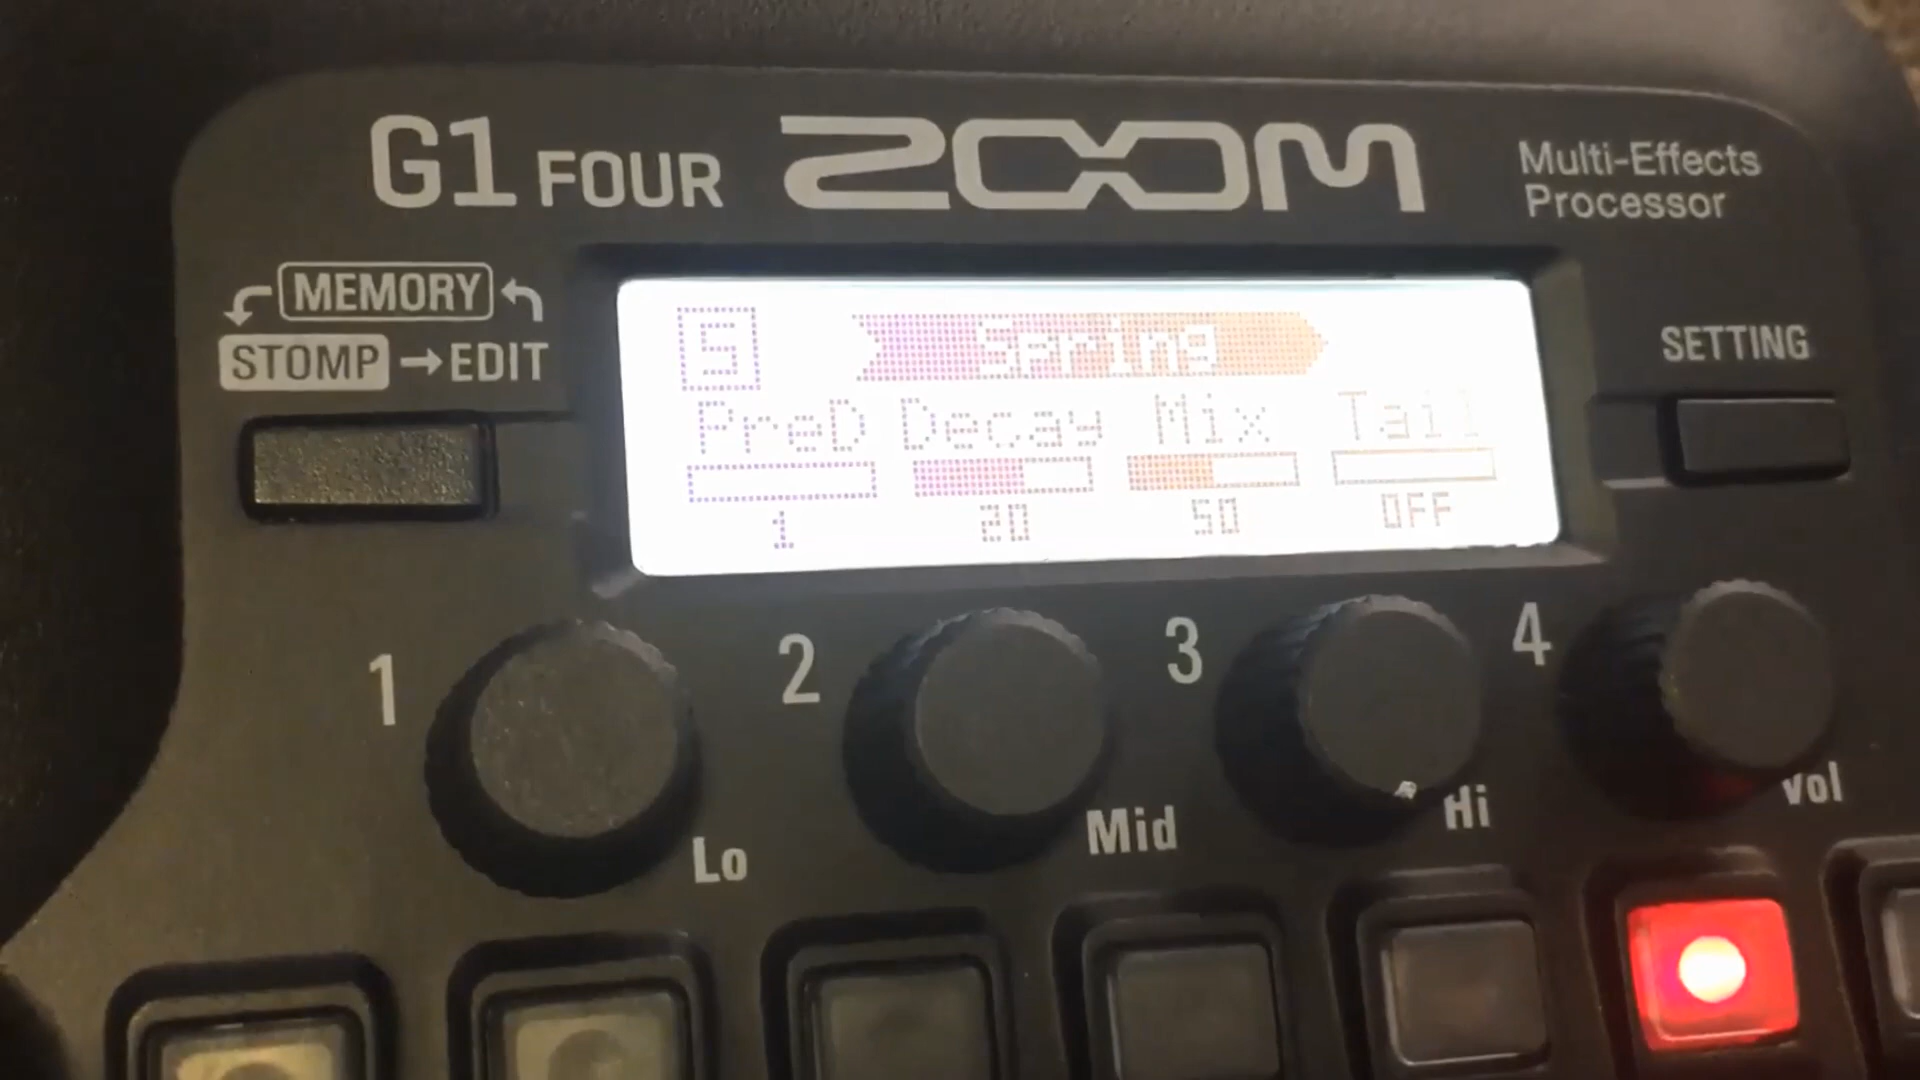 G1 FOUR ZOOM Multi-Effects
Processor
MEMORY
STOMP → EDIT
SETTING
5 Spring
PreD Decay Mix Tail
1 20 50 OFF
1 2 3 4
Lo Mid Hi Vol